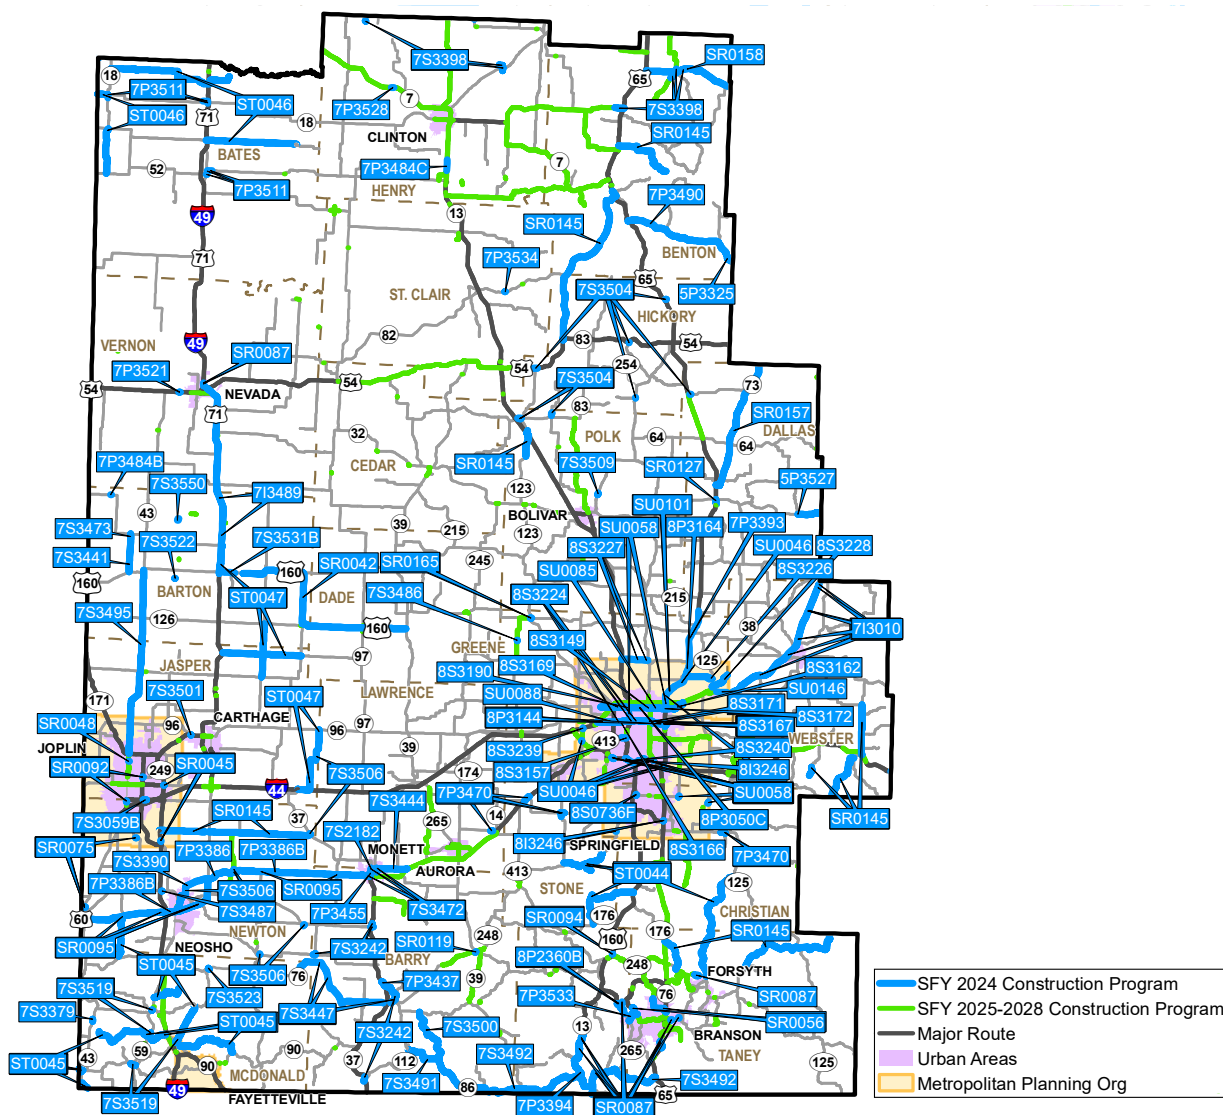 7S3398
SR0158
65
18
7P3511
ST0046
7P3528
7
7S3398
ST0046
71
18
CLINTON
SR0145
BATES
52
7P3484C
7
7P3511
HENRY
7P3490
49
13
SR0145
71
7P3534
BENTON
65
5P3325
ST. CLAIR
7S3504
HICKORY
82
49
VERNON
SR0087
83
54
7P3521
54
254
54
NEVADA
54
7S3504
73
71
83
SR0157
32
POLK
64
DALLAS
64
7P3484B
CEDAR
SR0145
7S3509
SR0127
7S3550
5P3527
7I3489
123
SU0101
43
BOLIVAR
SU0058
8P3164
7P3393
7S3473
39
215
123
7S3522
7S3531B
8S3227
SU0046
8S3228
7S3441
SR0042
SR0165
245
SU0085
8S3226
160
160
BARTON
ST0047
DADE
7S3486
8S3224
215
7S3495
126
160
38
7I3010
8S3149
GREENE
97
125
JASPER
8S3169
8S3162
8S3190
7S3501
ST0047
LAWRENCE
SU0146
171
SU0088
8S3171
CARTHAGE
8P3144
8S3172
SR0048
96
96
97
8S3167
JOPLIN
39
413
WEBSTER
8S3239
8S3240
SR0092
249
SR0045
174
8S3157
8I3246
7S3506
44
7P3470
SU0046
SU0058
7S3444
7S3059B
SR0145
37
265
14
8S0736F
8P3050C
SR0145
7S2182
SR0075
8I3246
SPRINGFIELD
MONETT
7S3390
7P3386
7P3386B
8S3166
7P3470
AURORA
413
ST0044
7P3386B
7S3506
SR0095
STONE
125
7S3487
7P3455
7S3472
SR0094
CHRISTIAN
60
176
NEWTON
SR0145
SR0095
NEOSHO
7S3242
SR0119
248
160
176
BARRY
8P2360B
ST0045
7S3506
76
248
FORSYTH
39
7S3519
7P3437
7S3523
7P3533
76
SR0087
7S3379
7S3447
ST0045
7S3242
7S3500
13
SR0056
BRANSON
43
59
90
7S3492
265
TANEY
ST0045
37
112
125
90
MCDONALD
7S3491
7S3492
86
49
7S3519
FAYETTEVILLE
7P3394
SR0087
65
SFY 2024 Construction Program
SFY 2025-2028 Construction Program
Major Route
Urban Areas
Metropolitan Planning Org